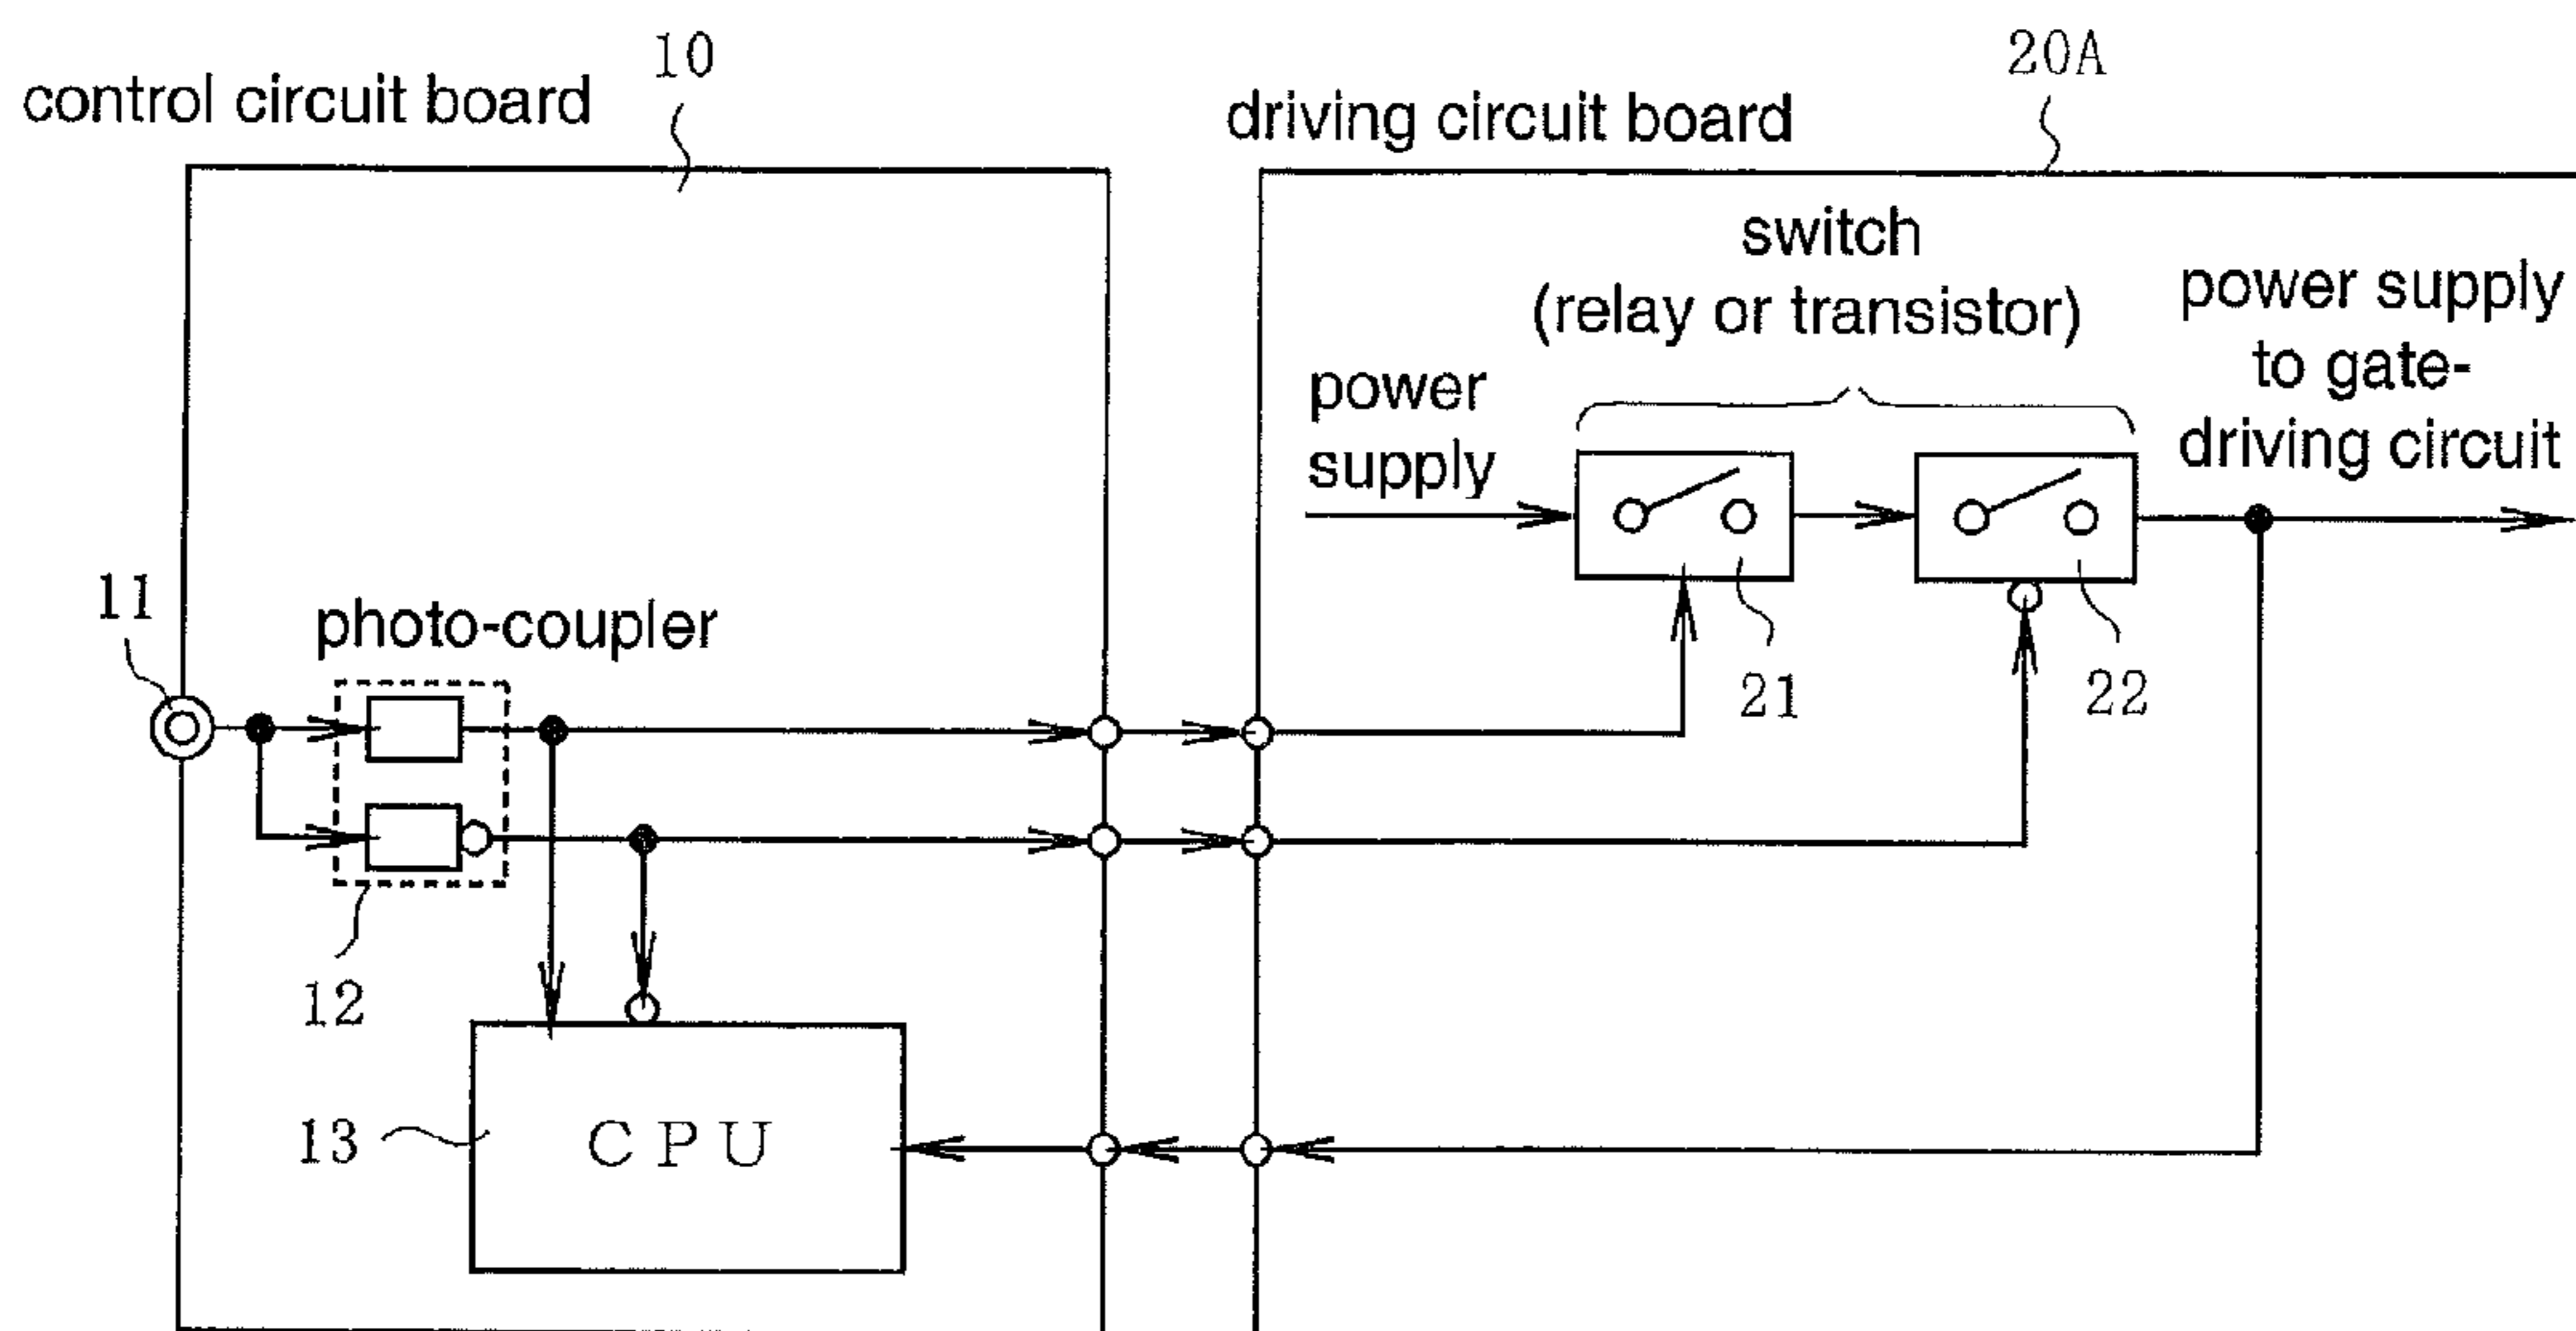 10
control circuit board
20A
driving circuit board
switch
(relay or transistor)
power supply
to gate-
driving circuit
power
supply
11
photo-coupler
21
22
12
13
CPU